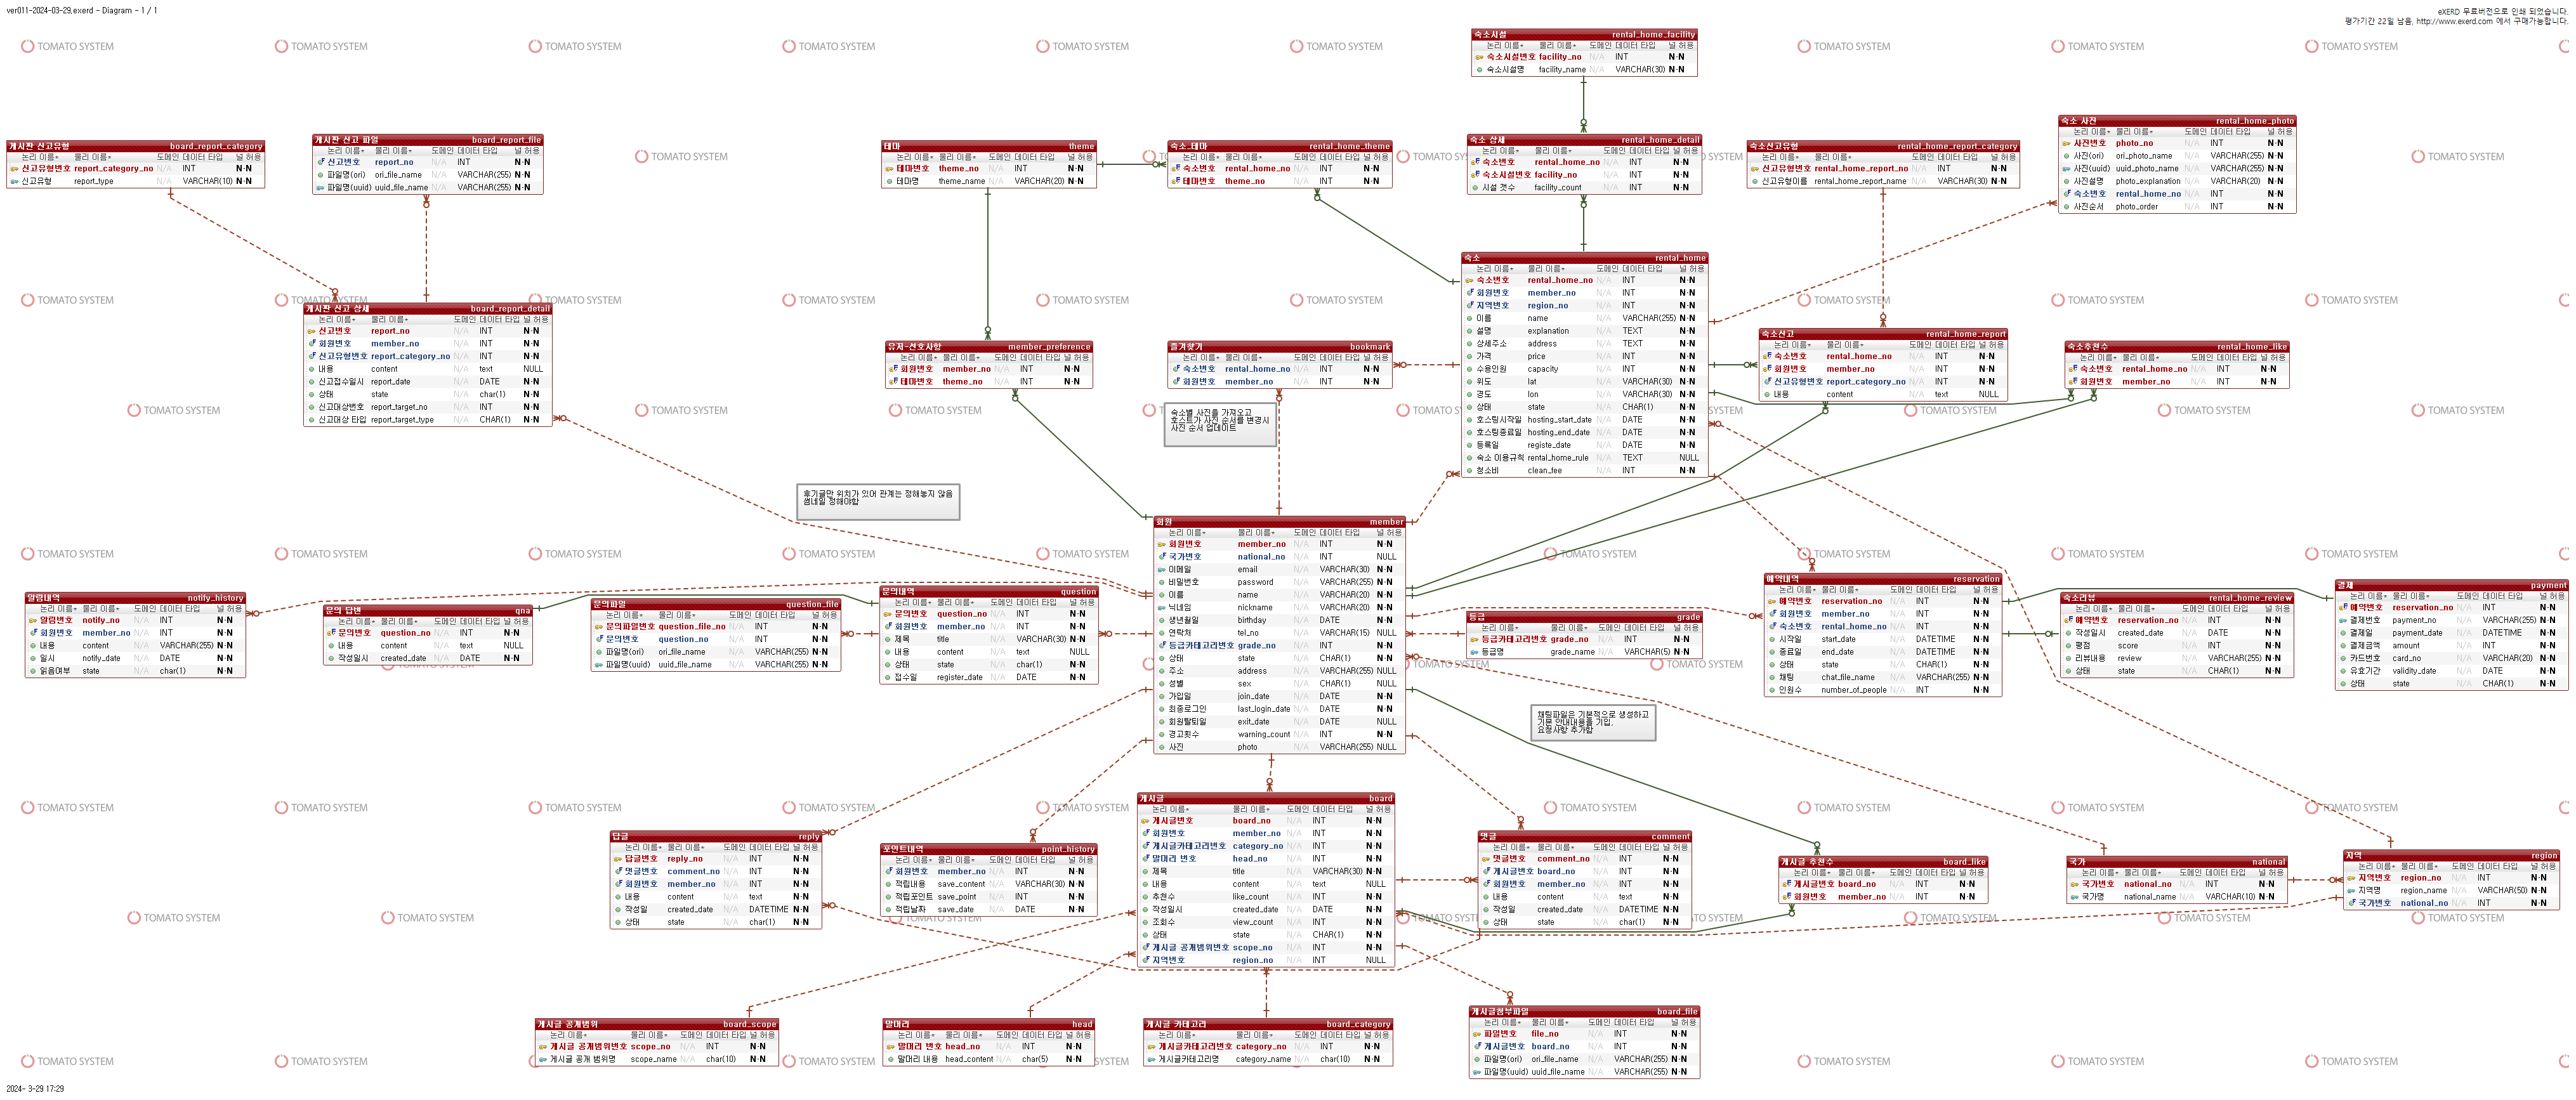 ver011-2024-03-29.exerd - Diagram - 1 / 1
eXERD 무료버전으로 인쇄 되었습니다.
평가기간 22일 남음, http://www.exerd.com 에서 구매가능합니다.
TOMATO SYSTEM
숙소시설 rental_home_facility
논리 이름 물리 이름 도메인 데이터 타입 널 허용
숙소시설번호 facility_no N/A INT N-N
숙소시설명 facility_name N/A VARCHAR(30) N-N
게시판 신고유형 board_report_category
논리 이름 물리 이름 도메인 데이터 타입 널 허용
신고유형번호 report_category_no N/A INT N-N
신고유형 report_type N/A VARCHAR(10) N-N
게시판 신고 파일 board_report_file
논리 이름 물리 이름 도메인 데이터 타입 널 허용
신고번호 report_no N/A INT N-N
파일명(ori) ori_file_name N/A VARCHAR(255) N-N
파일명(uuid) uuid_file_name N/A VARCHAR(255) N-N
테마 theme
논리 이름 물리 이름 도메인 데이터 타입 널 허용
테마번호 theme_no N/A INT N-N
테마명 theme_name N/A VARCHAR(20) N-N
숙소-테마 rental_home_theme
논리 이름 물리 이름 도메인 데이터 타입 널 허용
숙소번호 rental_home_no N/A INT N-N
테마번호 theme_no N/A INT N-N
숙소 상세 rental_home_detail
논리 이름 물리 이름 도메인 데이터 타입 널 허용
숙소번호 rental_home_no N/A INT N-N
숙소시설번호 facility_no N/A INT N-N
시설 갯수 facility_count N/A INT N-N
숙소신고유형 rental_home_report_category
논리 이름 물리 이름 도메인 데이터 타입 널 허용
신고유형번호 rental_home_report_no N/A INT N-N
신고유형이름 rental_home_report_name N/A VARCHAR(30) N-N
숙소 사진 rental_home_photo
논리 이름 물리 이름 도메인 데이터 타입 널 허용
사진번호 photo_no N/A INT N-N
사진(ori) ori_photo_name N/A VARCHAR(255) N-N
사진(uuid) uuid_photo_name N/A VARCHAR(255) N-N
사진설명 photo_explanation N/A VARCHAR(20) N-N
숙소번호 rental_home_no N/A INT N-N
사진순서 photo_order N/A INT N-N
숙소 rental_home
논리 이름 물리 이름 도메인 데이터 타입 널 허용
숙소번호 rental_home_no N/A INT N-N
회원번호 member_no N/A INT N-N
지역번호 region_no N/A INT N-N
이름 name N/A VARCHAR(255) N-N
설명 explanation N/A TEXT N-N
상세주소 address N/A TEXT N-N
가격 price N/A INT N-N
수용인원 capacity N/A INT N-N
위도 lat N/A VARCHAR(30) N-N
경도 lon N/A VARCHAR(30) N-N
상태 state N/A CHAR(1) N-N
호스팅시작일 hosting_start_date N/A DATE N-N
호스팅종료일 hosting_end_date N/A DATE N-N
등록일 registe_date N/A DATE N-N
숙소 이용규칙 rental_home_rule N/A TEXT NULL
청소비 clean_fee N/A INT N-N
게시판 신고 상세 board_report_detail
논리 이름 물리 이름 도메인 데이터 타입 널 허용
신고번호 report_no N/A INT N-N
회원번호 member_no N/A INT N-N
신고유형번호 report_category_no N/A INT N-N
내용 content N/A text NULL
신고접수일시 report_date N/A DATE N-N
상태 state N/A char(1) N-N
신고대상번호 report_target_no N/A INT N-N
신고대상 타입 report_target_type N/A CHAR(1) N-N
유저-선호사항 member_preference
논리 이름 물리 이름 도메인 데이터 타입 널 허용
회원번호 member_no N/A INT N-N
테마번호 theme_no N/A INT N-N
즐겨찾기 bookmark
논리 이름 물리 이름 도메인 데이터 타입 널 허용
숙소번호 rental_home_no N/A INT N-N
회원번호 member_no N/A INT N-N
숙소신고 rental_home_report
논리 이름 물리 이름 도메인 데이터 타입 널 허용
숙소번호 rental_home_no N/A INT N-N
회원번호 member_no N/A INT N-N
신고유형번호 report_category_no N/A INT N-N
내용 content N/A text NULL
숙소추천수 rental_home_like
논리 이름 물리 이름 도메인 데이터 타입 널 허용
숙소번호 rental_home_no N/A INT N-N
회원번호 member_no N/A INT N-N
숙소별 사진을 가져오고
호스트가 사진 순서를 변경시
사진 순서 업데이트
후기글만 위치가 있어 관계는 정해놓지 않음
썸네일 정해야함
회원 member
논리 이름 물리 이름 도메인 데이터 타입 널 허용
회원번호 member_no N/A INT N-N
국가번호 national_no N/A INT NULL
이메일 email N/A VARCHAR(30) N-N
비밀번호 password N/A VARCHAR(255) N-N
이름 name N/A VARCHAR(20) N-N
닉네임 nickname N/A VARCHAR(20) N-N
생년월일 birthday N/A DATE N-N
연락처 tel_no N/A VARCHAR(15) NULL
등급카테고리번호 grade_no N/A INT N-N
상태 state N/A CHAR(1) N-N
주소 address N/A VARCHAR(255) NULL
성별 sex N/A CHAR(1) NULL
가입일 join_date N/A DATE N-N
최종로그인 last_login_date N/A DATE N-N
회원탈퇴일 exit_date N/A DATE NULL
경고횟수 warning_count N/A INT N-N
사진 photo N/A VARCHAR(255) NULL
알람내역 notify_history
논리 이름 물리 이름 도메인 데이터 타입 널 허용
알람번호 notify_no N/A INT N-N
회원번호 member_no N/A INT N-N
내용 content N/A VARCHAR(255) N-N
일시 notify_date N/A DATE N-N
읽음여부 state N/A char(1) N-N
문의 답변 qna
논리 이름 물리 이름 도메인 데이터 타입 널 허용
문의번호 question_no N/A INT N-N
내용 content N/A text NULL
작성일시 created_date N/A DATE N-N
문의파일 question_file
논리 이름 물리 이름 도메인 데이터 타입 널 허용
문의파일번호 question_file_no N/A INT N-N
문의번호 question_no N/A INT N-N
파일명(ori) ori_file_name N/A VARCHAR(255) N-N
파일명(uuid) uuid_file_name N/A VARCHAR(255) N-N
문의내역 question
논리 이름 물리 이름 도메인 데이터 타입 널 허용
문의번호 question_no N/A INT N-N
회원번호 member_no N/A INT N-N
제목 title N/A VARCHAR(30) N-N
내용 content N/A text NULL
상태 state N/A char(1) N-N
접수일 register_date N/A DATE N-N
등급 grade
논리 이름 물리 이름 도메인 데이터 타입 널 허용
등급카테고리번호 grade_no N/A INT N-N
등급명 grade_name N/A VARCHAR(5) N-N
예약내역 reservation
논리 이름 물리 이름 도메인 데이터 타입 널 허용
예약번호 reservation_no N/A INT N-N
회원번호 member_no N/A INT N-N
숙소번호 rental_home_no N/A INT N-N
시작일 start_date N/A DATETIME N-N
종료일 end_date N/A DATETIME N-N
상태 state N/A CHAR(1) N-N
채팅 chat_file_name N/A VARCHAR(255) N-N
인원수 number_of_people N/A INT N-N
숙소리뷰 rental_home_review
논리 이름 물리 이름 도메인 데이터 타입 널 허용
예약번호 reservation_no N/A INT N-N
작성일시 created_date N/A DATE N-N
평점 score N/A INT N-N
리뷰내용 review N/A VARCHAR(255) N-N
상태 state N/A CHAR(1) N-N
결제 payment
논리 이름 물리 이름 도메인 데이터 타입 널 허용
예약번호 reservation_no N/A INT N-N
결제번호 payment_no N/A VARCHAR(255) N-N
결제일 payment_date N/A DATETIME N-N
결제금액 amount N/A INT N-N
카드번호 card_no N/A VARCHAR(20) N-N
유효기간 validity_date N/A DATE N-N
상태 state N/A CHAR(1) N-N
채팅파일은 기본적으로 생성하고
기본 안내내용을 기입,
요청사항 추가함
답글 reply
논리 이름 물리 이름 도메인 데이터 타입 널 허용
답글번호 reply_no N/A INT N-N
댓글번호 comment_no N/A INT N-N
회원번호 member_no N/A INT N-N
내용 content N/A text N-N
작성일 created_date N/A DATETIME N-N
상태 state N/A char(1) N-N
포인트내역 point_history
논리 이름 물리 이름 도메인 데이터 타입 널 허용
회원번호 member_no N/A INT N-N
적립내용 save_content N/A VARCHAR(30) N-N
적립포인트 save_point N/A INT N-N
적립날짜 save_date N/A DATE N-N
게시글 board
논리 이름 물리 이름 도메인 데이터 타입 널 허용
게시글번호 board_no N/A INT N-N
회원번호 member_no N/A INT N-N
게시글카테고리번호 category_no N/A INT N-N
말머리 번호 head_no N/A INT N-N
제목 title N/A VARCHAR(30) N-N
내용 content N/A text NULL
추천수 like_count N/A INT N-N
작성일시 created_date N/A DATE N-N
조회수 view_count N/A INT N-N
상태 state N/A CHAR(1) N-N
게시글 공개범위번호 scope_no N/A INT N-N
지역번호 region_no N/A INT NULL
댓글 comment
논리 이름 물리 이름 도메인 데이터 타입 널 허용
댓글번호 comment_no N/A INT N-N
게시글번호 board_no N/A INT N-N
회원번호 member_no N/A INT N-N
내용 content N/A text N-N
작성일 created_date N/A DATETIME N-N
상태 state N/A char(1) N-N
게시글 추천수 board_like
논리 이름 물리 이름 도메인 데이터 타입 널 허용
게시글번호 board_no N/A INT N-N
회원번호 member_no N/A INT N-N
국가 national
논리 이름 물리 이름 도메인 데이터 타입 널 허용
국가번호 national_no N/A INT N-N
국가명 national_name N/A VARCHAR(10) N-N
지역 region
논리 이름 물리 이름 도메인 데이터 타입 널 허용
지역번호 region_no N/A INT N-N
지역명 region_name N/A VARCHAR(50) N-N
국가번호 national_no N/A INT N-N
게시글 공개범위 board_scope
논리 이름 물리 이름 도메인 데이터 타입 널 허용
게시글 공개범위번호 scope_no N/A INT N-N
게시글 공개 범위명 scope_name N/A char(10) N-N
말머리 head
논리 이름 물리 이름 도메인 데이터 타입 널 허용
말머리 번호 head_no N/A INT N-N
말머리 내용 head_content N/A char(5) N-N
게시글 카테고리 board_category
논리 이름 물리 이름 도메인 데이터 타입 널 허용
게시글카테고리번호 category_no N/A INT N-N
게시글카테고리명 category_name N/A char(10) N-N
게시글첨부파일 board_file
논리 이름 물리 이름 도메인 데이터 타입 널 허용
파일번호 file_no N/A INT N-N
게시글번호 board_no N/A INT N-N
파일명(ori) ori_file_name N/A VARCHAR(255) N-N
파일명(uuid) uuid_file_name N/A VARCHAR(255) N-N
2024- 3-29 17:29